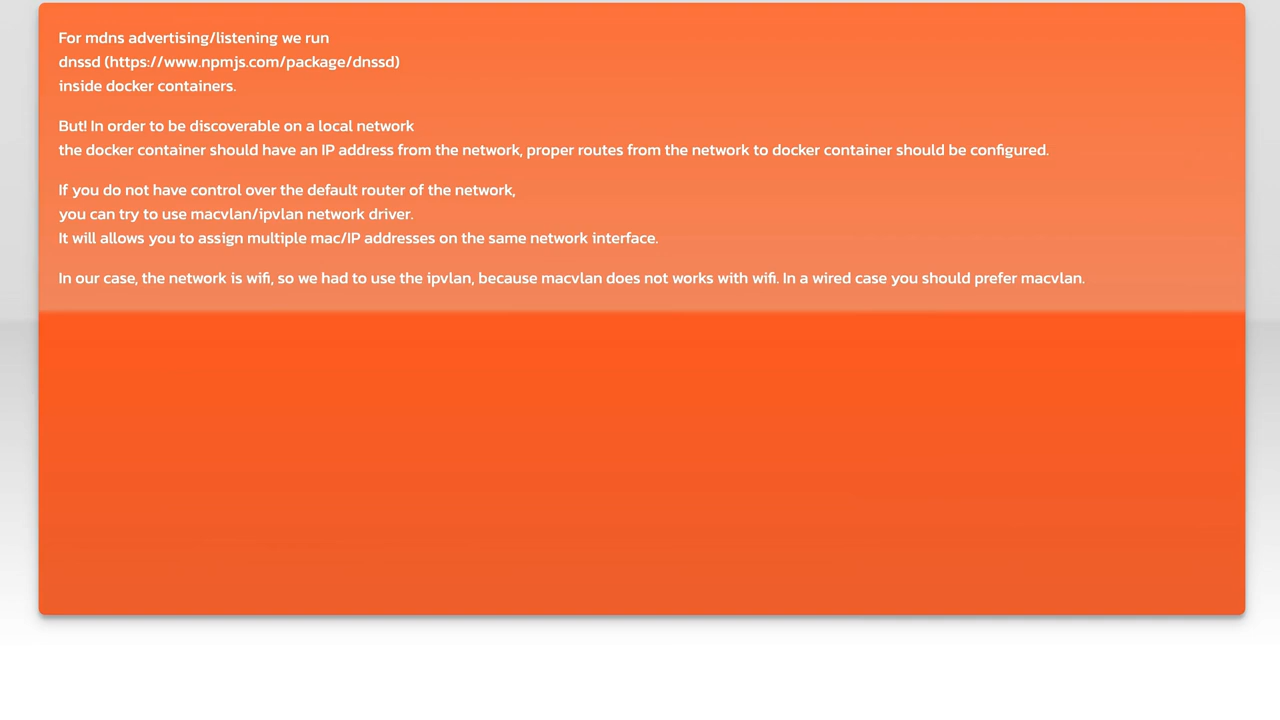 For mdns advertising/listening we run
dnssd (https://www.npmjs.com/package/dnssd)
inside docker containers.
But! In order to be discoverable on a local network
the docker container should have an IP address from the network, proper routes from the network to docker container should be configured.
If you do not have control over the default router of the network,
you can try to use macvlan/ipvlan network driver.
It will allows you to assign multiple mac/IP addresses on the same network interface.
In our case, the network is wifi, so we had to use the ipvlan, because macvlan does not works with wifi. In a wired case you should prefer macvlan.